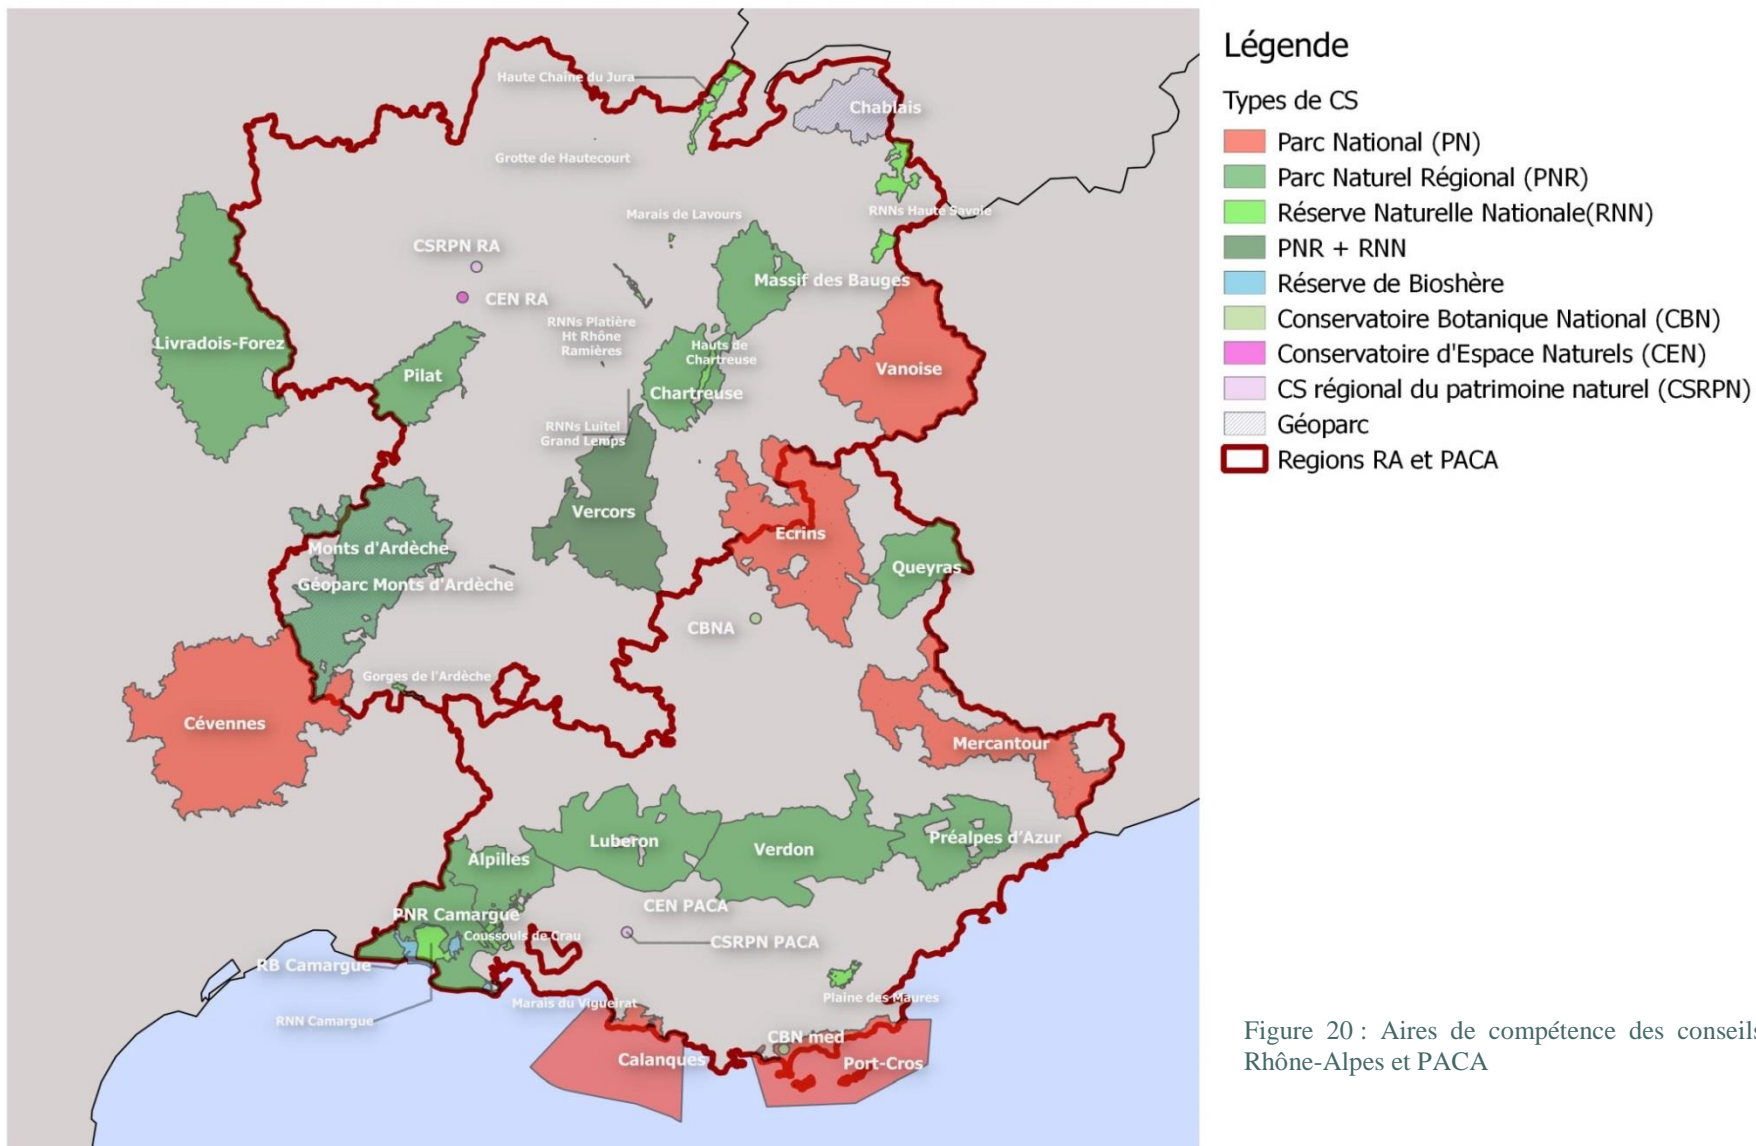 Haute Chaine du Jura
Chablais
Grotte de Hautecourt
RNNs Haute Savoie
Marais de Lavours
CSRPN RA
Massif des Bauges
CEN RA
RNNs Platière
Ht Rhône
Ramières
Livradois-Forez
Hauts de
Chartreuse
Vanoise
Pilat
Chartreuse
RNNs Luitel
Grand Lemps
Vercors
Ecrins
Monts d'Ardèche
Queyras
Géoparc Monts d'Ardèche
CBNA
Gorges de l'Ardèche
Cévennes
Mercantour
Préalpes d'Azur
Luberon
Verdon
Alpilles
CEN PACA
PNR Camargue
Coussouls de Crau
CSRPN PACA
RB Camargue
Plaine des Maures
Marais du Vigueirat
RNN Camargue
CBN med
Calanques
Port-Cros
Légende
Types de CS
Parc National (PN)
Parc Naturel Régional (PNR)
Réserve Naturelle Nationale(RNN)
PNR + RNN
Réserve de Bioshère
Conservatoire Botanique National (CBN)
Conservatoire d'Espace Naturels (CEN)
CS régional du patrimoine naturel (CSRPN)
Géoparc
Regions RA et PACA
Figure 20 : Aires de compétence des conseils
Rhône-Alpes et PACA